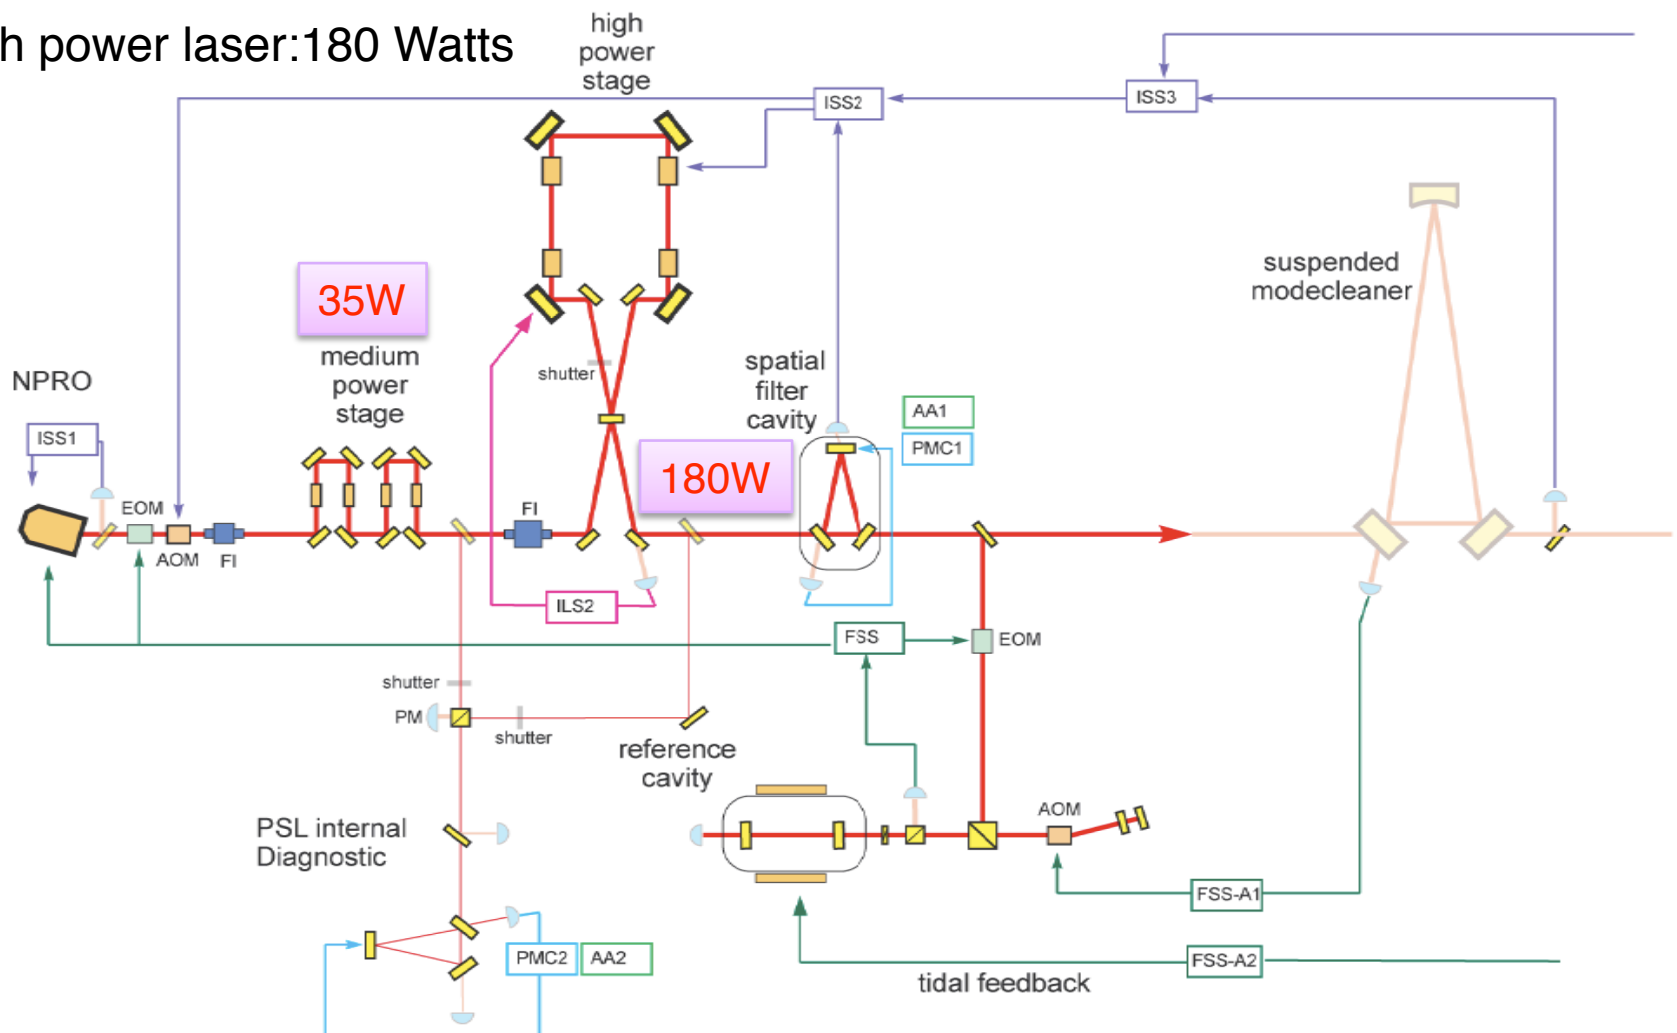 h power laser:180 Watts
high
power
stage
ISS2
ISS3
35W
medium
power
stage
suspended
modecleaner
shutter
NPRO
spatial
filter
cavity
AA1
PMC1
ISS1
180W
EOM
AOM
FI
FI
ILS2
FSS
EOM
shutter
PM
shutter
reference
cavity
AOM
PSL internal
Diagnostic
FSS-A1
PMC2
AA2
FSS-A2
tidal feedback